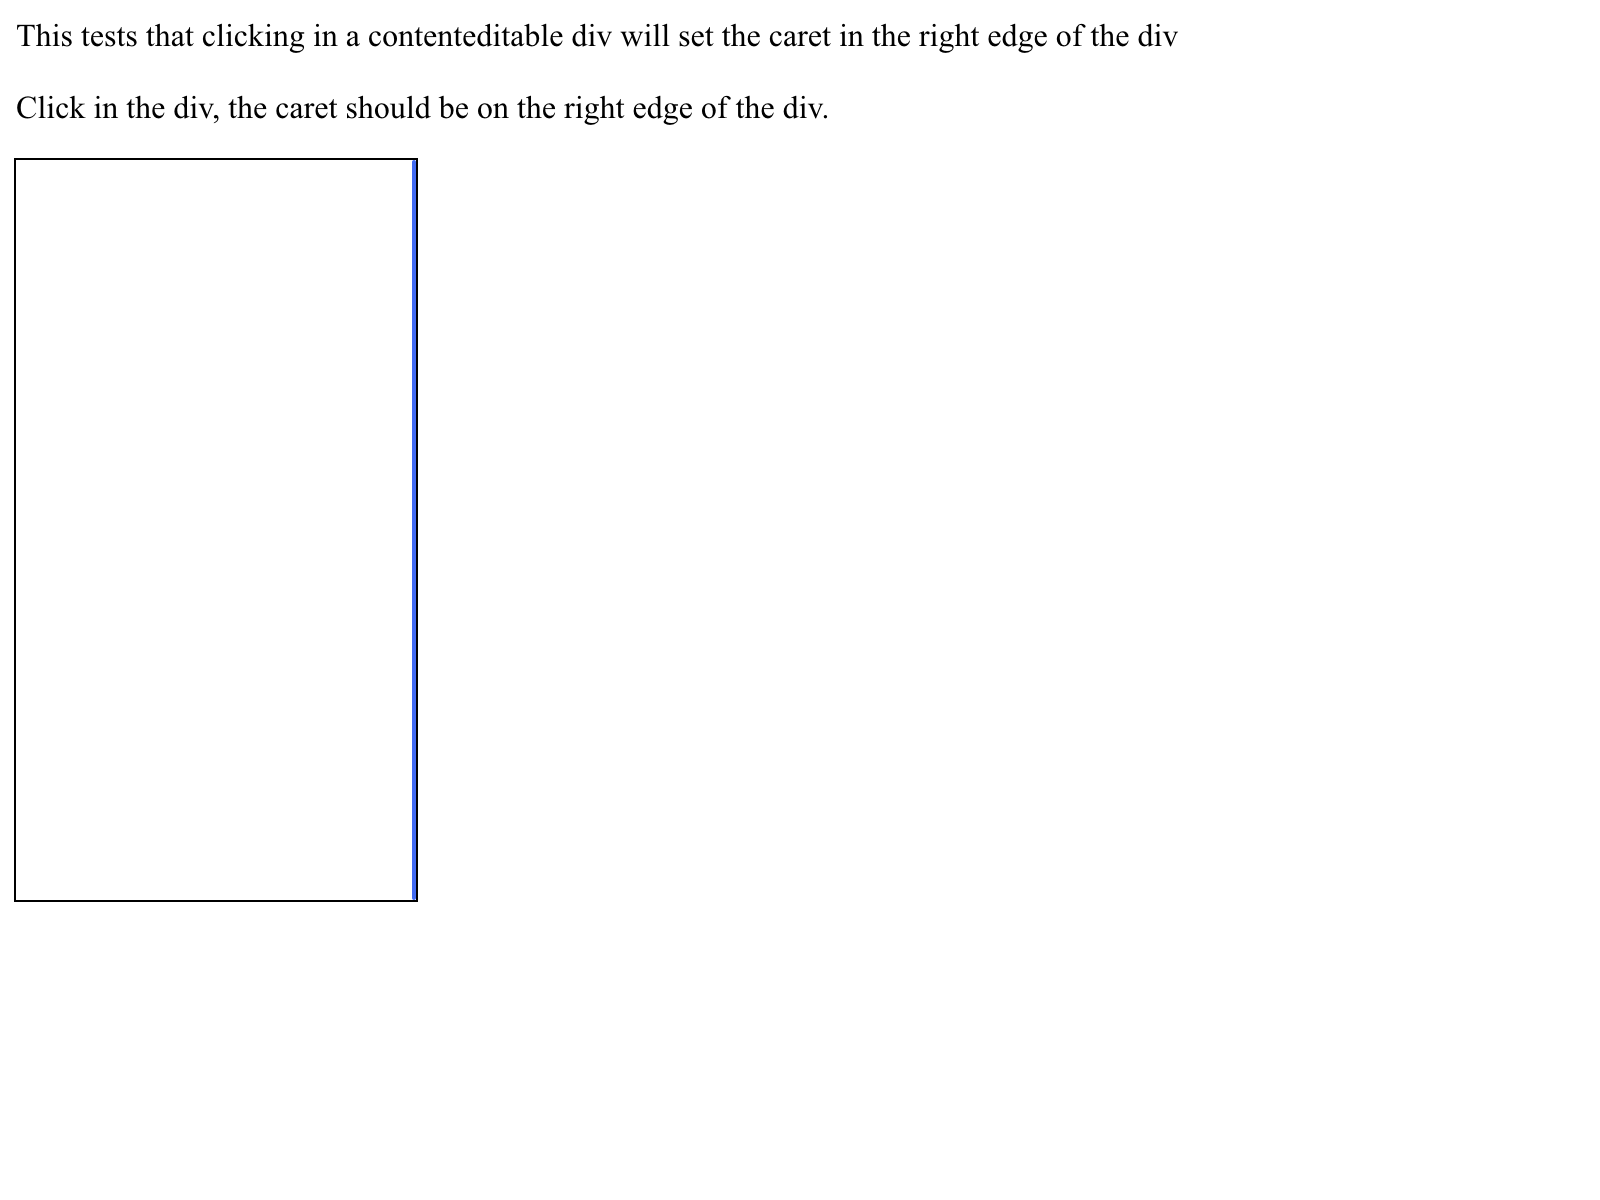 This tests that clicking in a contenteditable div will set the caret in the right edge of the div
Click in the div, the caret should be on the right edge of the div.